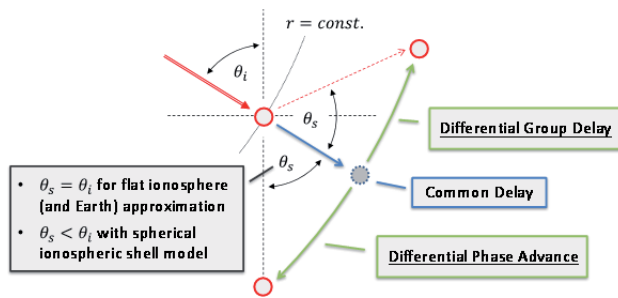 r = const.
θᵢ
θₛ
Differential Group Delay
θₛ
• θₛ = θᵢ for flat ionosphere
(and Earth) approximation
• θₛ < θᵢ with spherical
ionospheric shell model
Common Delay
Differential Phase Advance